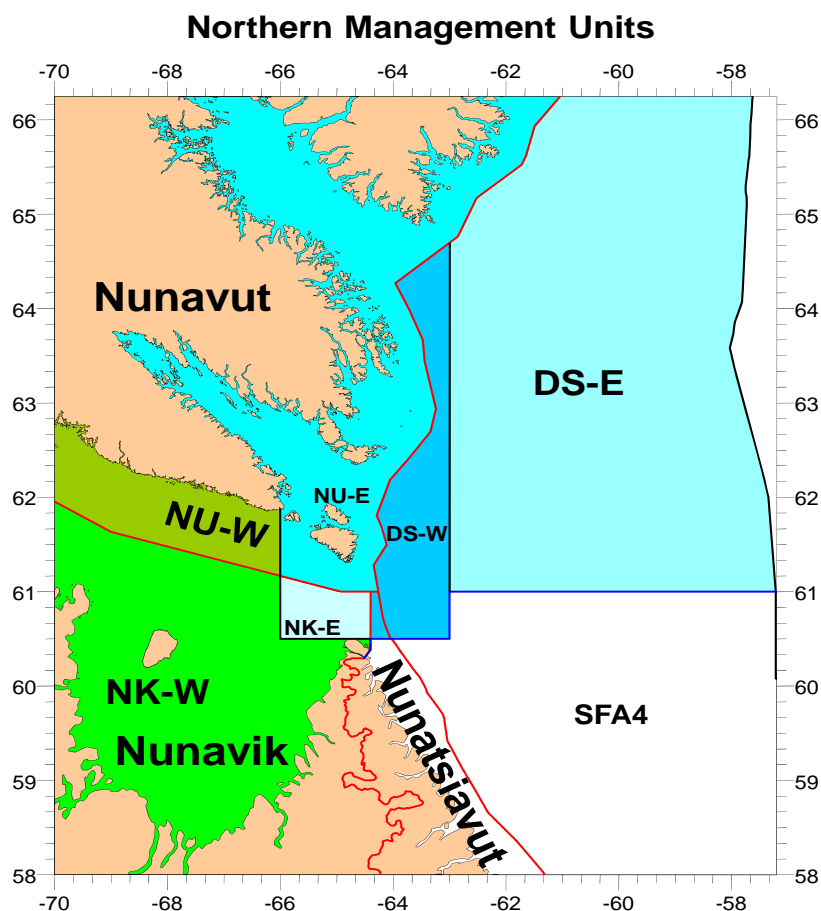 Northern Management Units
-70 -68 -66 -64 -62 -60 -58
66 66
65 65
Nunavut
64 64
DS-E
63 63
NU-E
62 62
NU-W
DS-W
61 61
NK-E
60 60
NK-W
SFA4
Nunatsiavut
Nunavik
59 59
58 58
-70 -68 -66 -64 -62 -60 -58